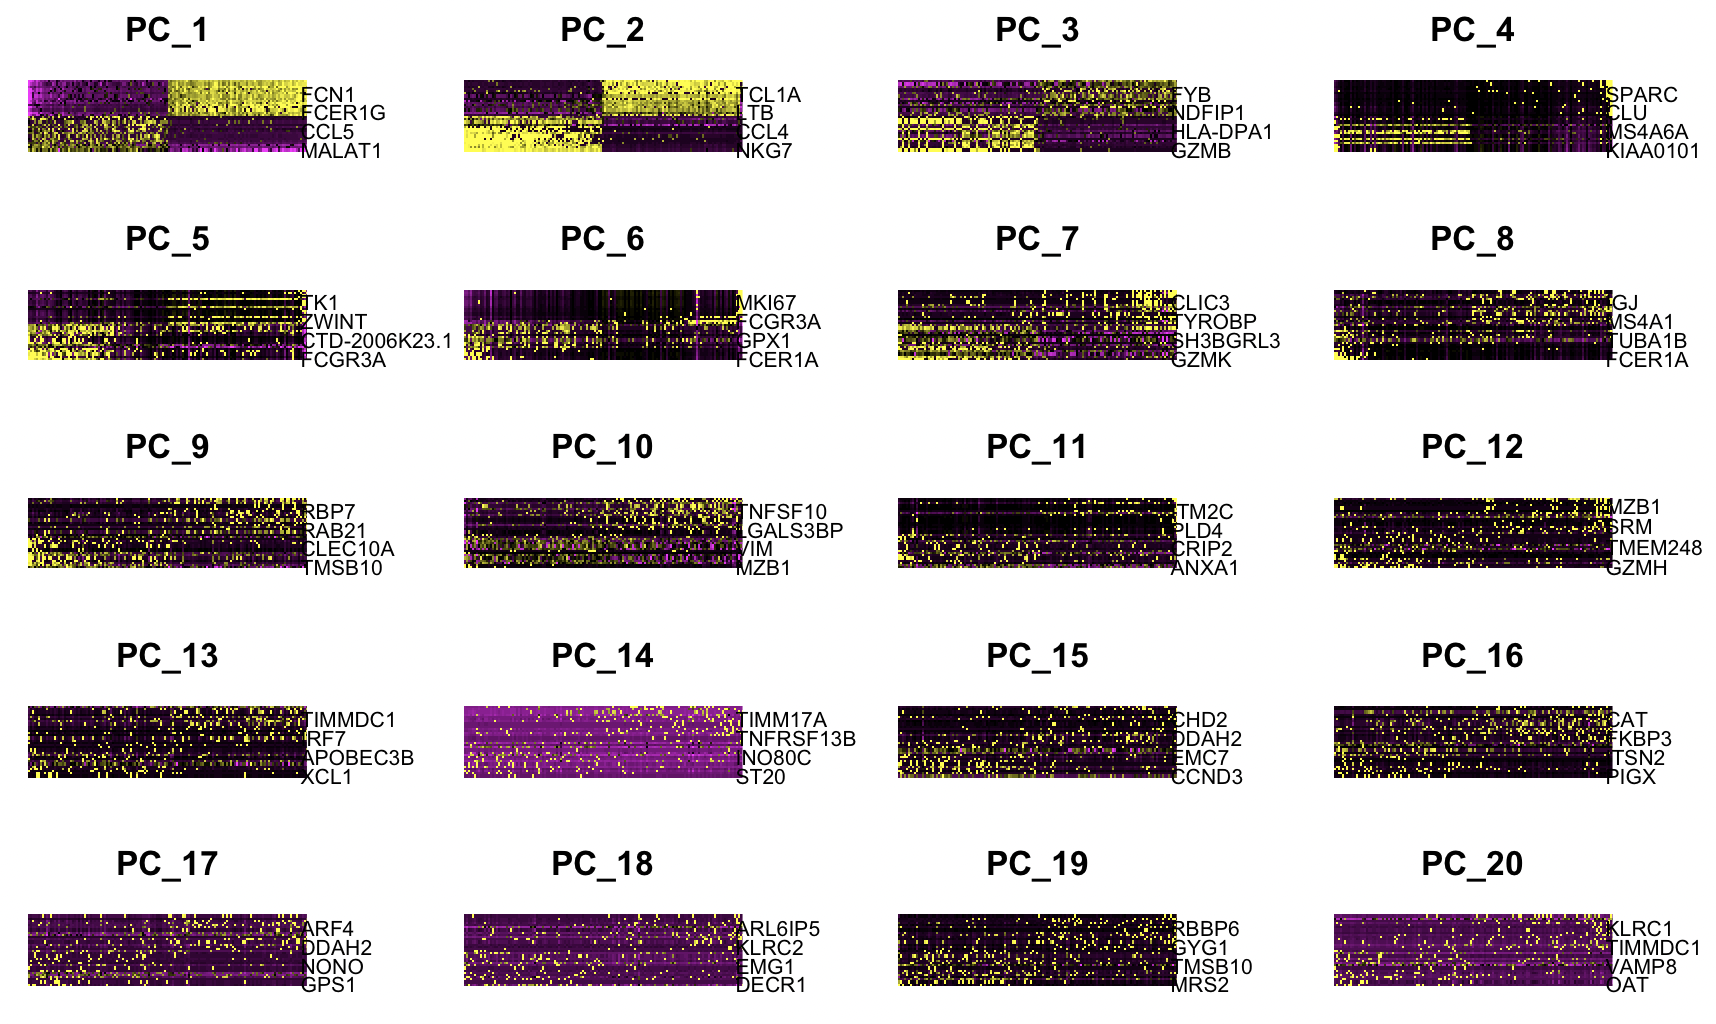 PC_1
FCN1
FCER1G
CCL5
MALAT1
PC_2
TCL1A
LTB
CCL4
NKG7
PC_3
FYB
NDFIP1
HLA-DPA1
GZMB
PC_4
SPARC
CLU
MS4A6A
KIAA0101
PC_5
TK1
ZWINT
CTD-2006K23.1
FCGR3A
PC_6
MKI67
FCGR3A
GPX1
FCER1A
PC_7
CLIC3
TYROBP
SH3BGRL3
GZMK
PC_8
IGJ
MS4A1
TUBA1B
FCER1A
PC_9
RBP7
RAB21
CLEC10A
TMSB10
PC_10
TNFSF10
LGALS3BP
VIM
MZB1
PC_11
ITM2C
PLD4
CRIP2
ANXA1
PC_12
MZB1
SRM
TMEM248
GZMH
PC_13
TIMMDC1
IRF7
APOBEC3B
XCL1
PC_14
TIMM17A
TNFRSF13B
INO80C
ST20
PC_15
CHD2
DDAH2
EMC7
CCND3
PC_16
CAT
FKBP3
ITSN2
PIGX
PC_17
ARF4
DDAH2
NONO
GPS1
PC_18
ARL6IP5
KLRC2
EMG1
DECR1
PC_19
RBBP6
GYG1
TMSB10
MRS2
PC_20
KLRC1
TIMMDC1
VAMP8
OAT